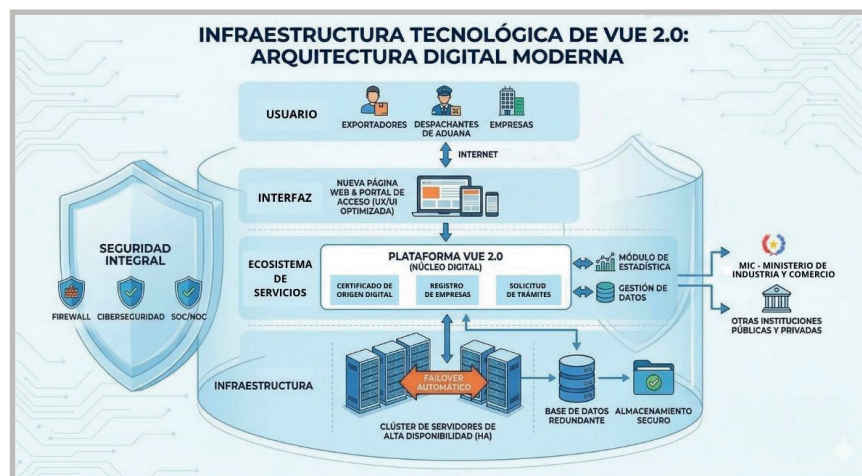 INFRAESTRUCTURA TECNOLÓGICA DE VUE 2.0:
ARQUITECTURA DIGITAL MODERNA
USUARIO
EXPORTADORES
DESPACHANTES
DE ADUANA
EMPRESAS
INTERNET
INTERFAZ
NUEVA PÁGINA
WEB & PORTAL DE
ACCESO (UX/UI
OPTIMIZADA)
SEGURIDAD
INTEGRAL
FIREWALL
CIBERSEGURIDAD
SOC/NOC
ECOSISTEMA
DE
SERVICIOS
PLATAFORMA VUE 2.0
(NÚCLEO DIGITAL)
CERTIFICADO DE
ORIGEN DIGITAL
REGISTRO
DE EMPRESAS
SOLICITUD
DE TRÁMITES
MÓDULO DE
ESTADÍSTICA
GESTIÓN DE
DATOS
MIC - MINISTERIO DE
INDUSTRIA Y COMERCIO
OTRAS INSTITUCIONES
PÚBLICAS Y PRIVADAS
INFRAESTRUCTURA
FAILOVER
AUTOMÁTICO
CLÚSTER DE SERVIDORES DE
ALTA DISPONIBILIDAD (HA)
BASE DE DATOS
REDUNDANTE
ALMACENAMIENTO
SEGURO